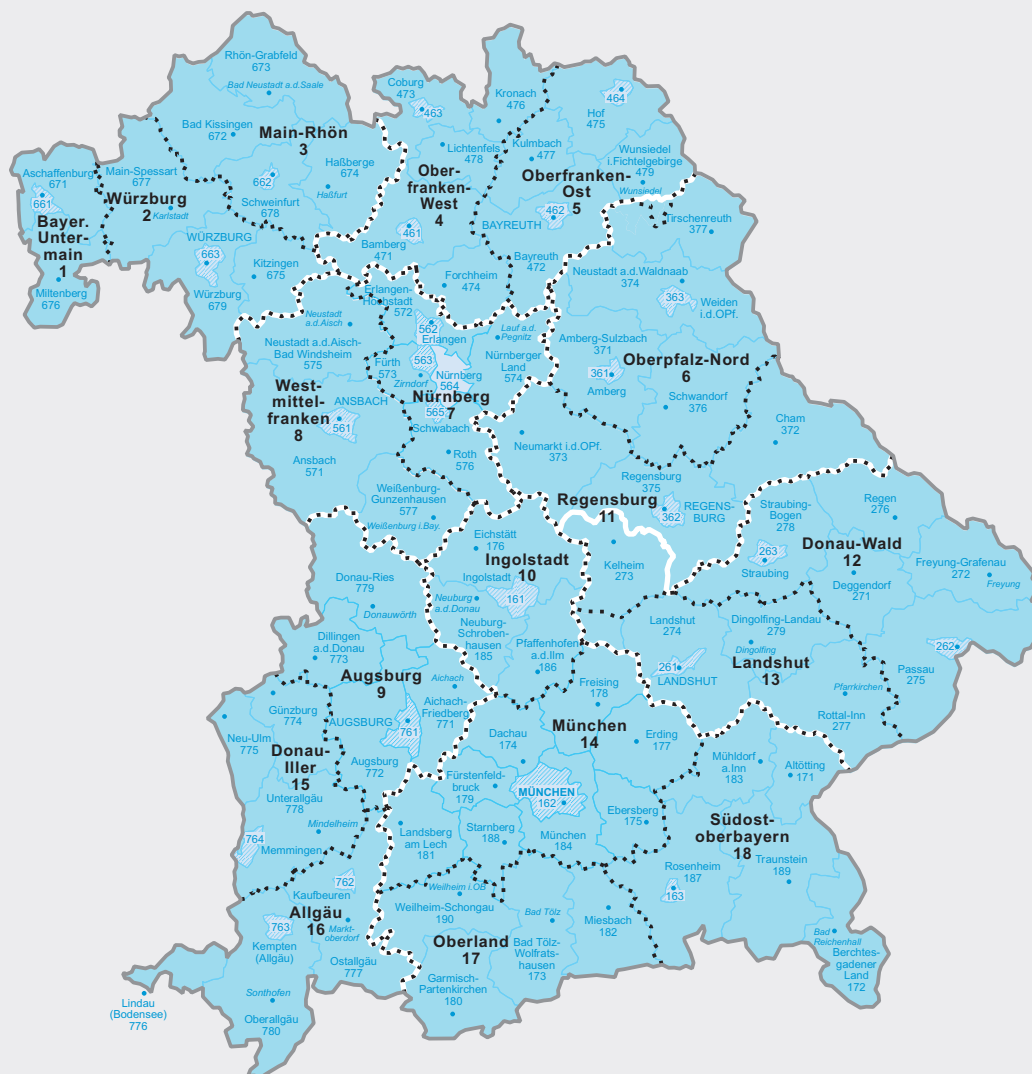 Rhön-Grabfeld
673
Bad Neustadt a.d.Saale
Coburg
473
463
Kronach
476
464
Hof
475
Bad Kissingen
672
Main-Rhön
3
Haßberge
674
Haßfurt
Lichtenfels
478
Kulmbach
477
Wunsiedel
i.Fichtelgebirge
479
Wunsiedel
Aschaffenburg
671
661
Main-Spessart
677
Würzburg
2
Karlstadt
662
Schweinfurt
678
Ober-
franken-
West
4
Oberfranken-
Ost
5
462
BAYREUTH
Tirschenreuth
377
Bayer.
Unter-
main
1
Miltenberg
676
WÜRZBURG
663
Kitzingen
675
Würzburg
679
461
Bamberg
471
Bayreuth
472
Forchheim
474
Erlangen-
Höchstadt
572
Neustadt a.d.Waldnaab
374
363
Weiden
i.d.OPf.
Neustadt
a.d.Aisch
562
Erlangen
Lauf a.d.
Pegnitz
Neustadt a.d.Aisch-
Bad Windsheim
575
Fürth
573
563
Zirndorf
Nürnberg
564
Nürnberger
Land
574
Amberg-Sulzbach
371
361
Amberg
Oberpfalz-Nord
6
Schwandorf
376
West-
mittel-
franken
8
ANSBACH
561
Nürnberg
7
565
Schwabach
Ansbach
571
Roth
576
Neumarkt i.d.OPf.
373
Cham
372
Weißenburg-
Gunzenhausen
577
Weißenburg i.Bay.
Regensburg
375
362
REGENS-
BURG
Regensburg
11
Straubing-
Bogen
278
Regen
276
Eichstätt
176
Ingolstadt
10
Ingolstadt
161
Kelheim
273
263
Straubing
Donau-Wald
12
Deggendorf
271
Freyung-Grafenau
272
Freyung
Donau-Ries
779
Donauwörth
Neuburg
a.d.Donau
Neuburg-
Schroben-
hausen
185
Pfaffenhofen
a.d.Ilm
186
Landshut
274
Dingolfing-Landau
279
Dingolfing
261
LANDSHUT
Landshut
13
262
Passau
275
Pfarrkirchen
Rottal-Inn
277
Dillingen
a.d.Donau
773
Augsburg
9
Aichach
Aichach-
Friedberg
771
Freising
178
Günzburg
774
AUGSBURG
761
Augsburg
772
Neu-Ulm
775
Donau-
Iller
15
Dachau
174
München
14
Erding
177
Mühldorf
a.Inn
183
Altötting
171
Unterallgäu
778
Mindelheim
764
Memmingen
Fürstenfeld-
bruck
179
MÜNCHEN
162
Ebersberg
175
Landsberg
am Lech
181
Starnberg
188
München
184
Südost-
oberbayern
18
Rosenheim
187
163
Traunstein
189
762
Kaufbeuren
Allgäu
16
763
Kempten
(Allgäu)
Markt-
oberdorf
Ostallgäu
777
Weilheim i.OB
Weilheim-Schongau
190
Oberland
17
Bad Tölz
Bad Tölz-
Wolfrats-
hausen
173
Miesbach
182
Bad
Reichenhall
Berchtes-
gadener
Land
172
Garmisch-
Partenkirchen
180
Lindau
(Bodensee)
776
Sonthofen
Oberallgäu
780